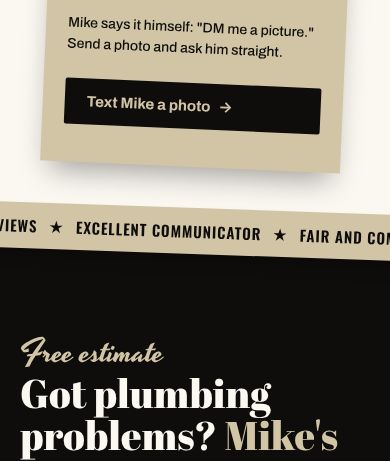 Mike says it himself: "DM me a picture."
Send a photo and ask him straight.
Text Mike a photo →
VIEWS ★ EXCELLENT COMMUNICATOR ★ FAIR AND COM
Free estimate
Got plumbing
problems? Mike's